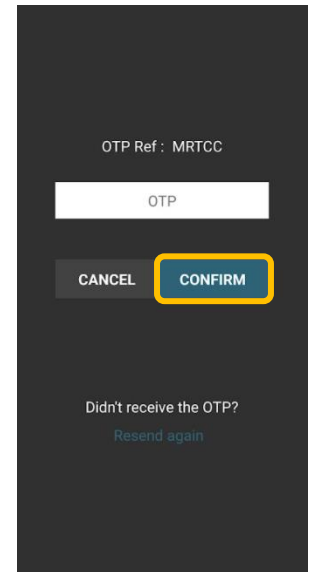 OTP Ref : MRTCC
OTP
CANCEL CONFIRM
Didn't receive the OTP?
Resend again